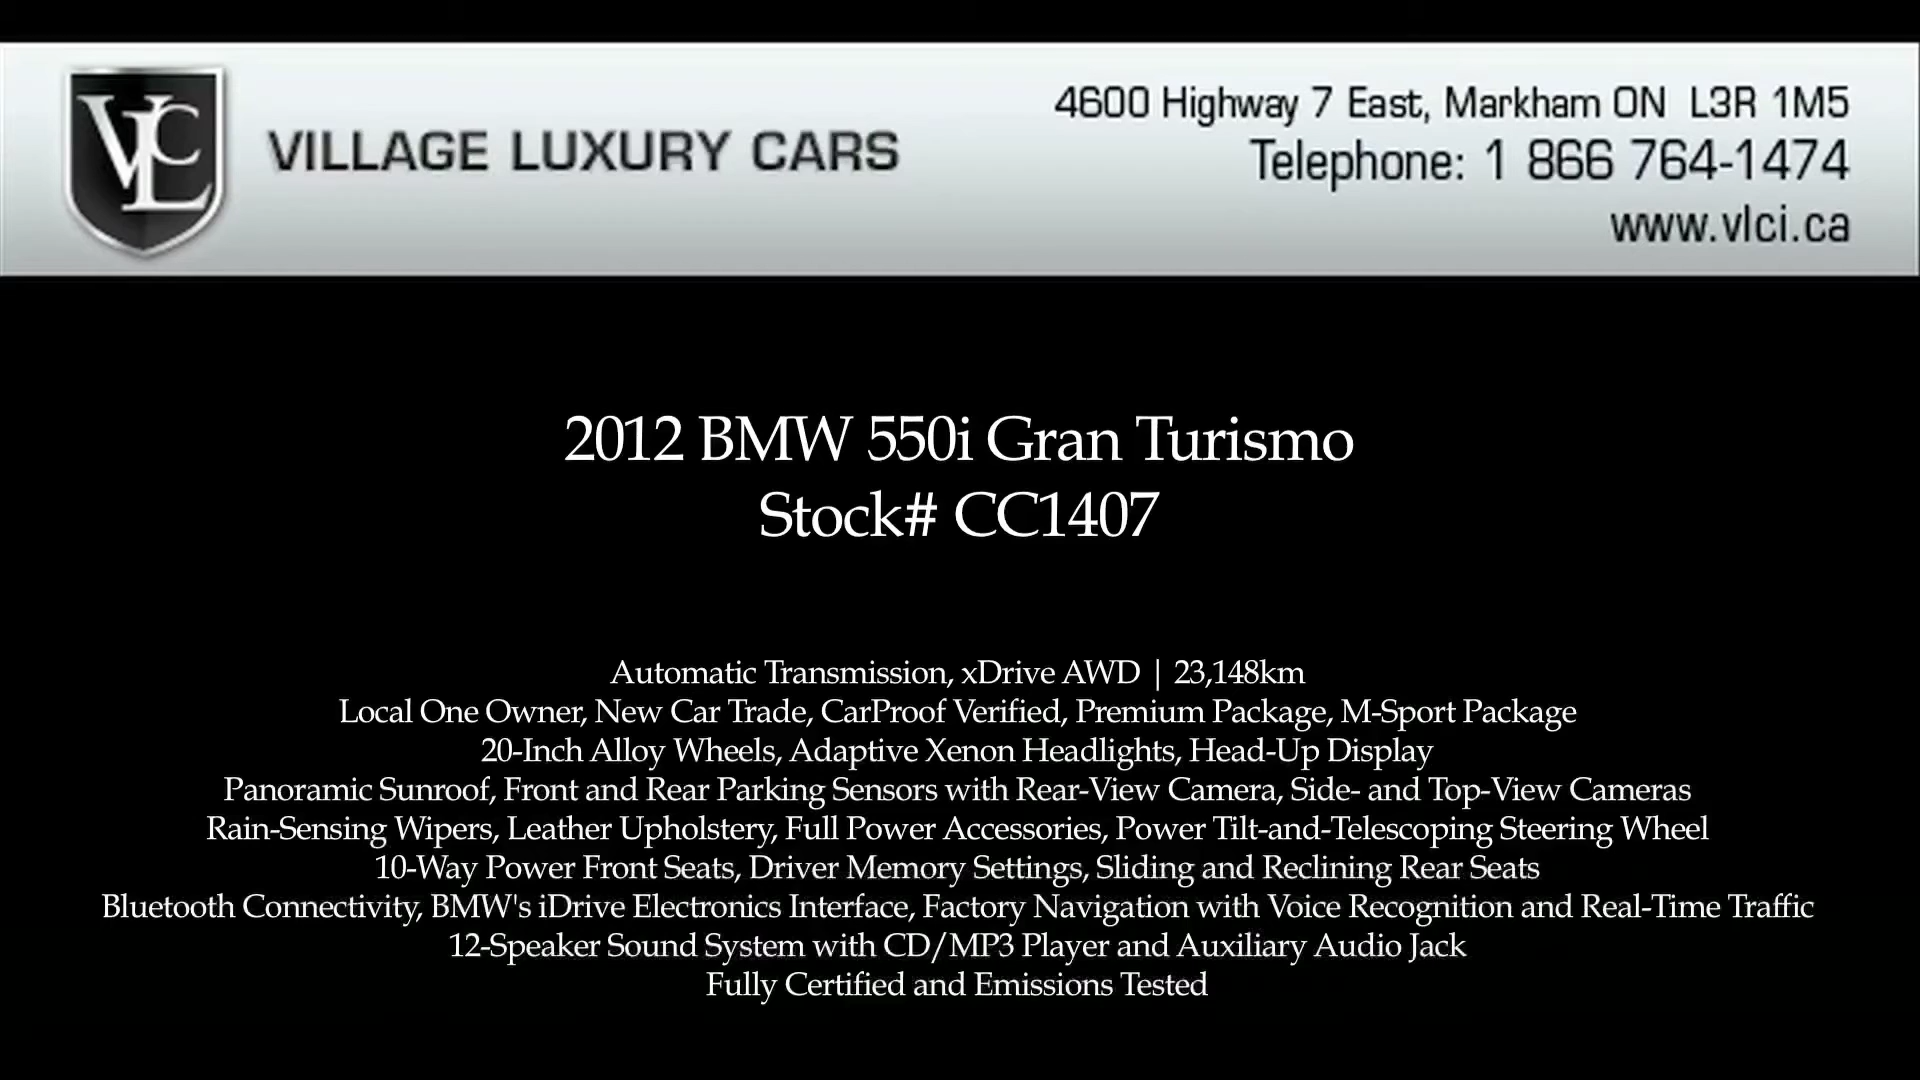 VLC
VILLAGE LUXURY CARS
4600 Highway 7 East, Markham ON L3R 1M5
Telephone: 1 866 764-1474
www.vlci.ca
2012 BMW 550i Gran Turismo
Stock# CC1407
Automatic Transmission, xDrive AWD | 23,148km
Local One Owner, New Car Trade, CarProof Verified, Premium Package, M-Sport Package
20-Inch Alloy Wheels, Adaptive Xenon Headlights, Head-Up Display
Panoramic Sunroof, Front and Rear Parking Sensors with Rear-View Camera, Side- and Top-View Cameras
Rain-Sensing Wipers, Leather Upholstery, Full Power Accessories, Power Tilt-and-Telescoping Steering Wheel
10-Way Power Front Seats, Driver Memory Settings, Sliding and Reclining Rear Seats
Bluetooth Connectivity, BMW's iDrive Electronics Interface, Factory Navigation with Voice Recognition and Real-Time Traffic
12-Speaker Sound System with CD/MP3 Player and Auxiliary Audio Jack
Fully Certified and Emissions Tested